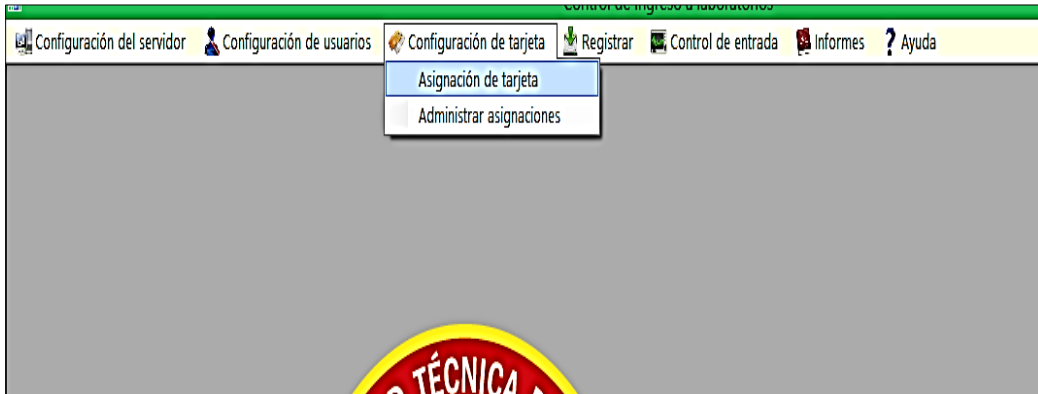 Control de ingreso a laboratorios
Configuración del servidor Configuración de usuarios Configuración de tarjeta Registrar Control de entrada Informes Ayuda
Asignación de tarjeta
Administrar asignaciones
TÉCNICA